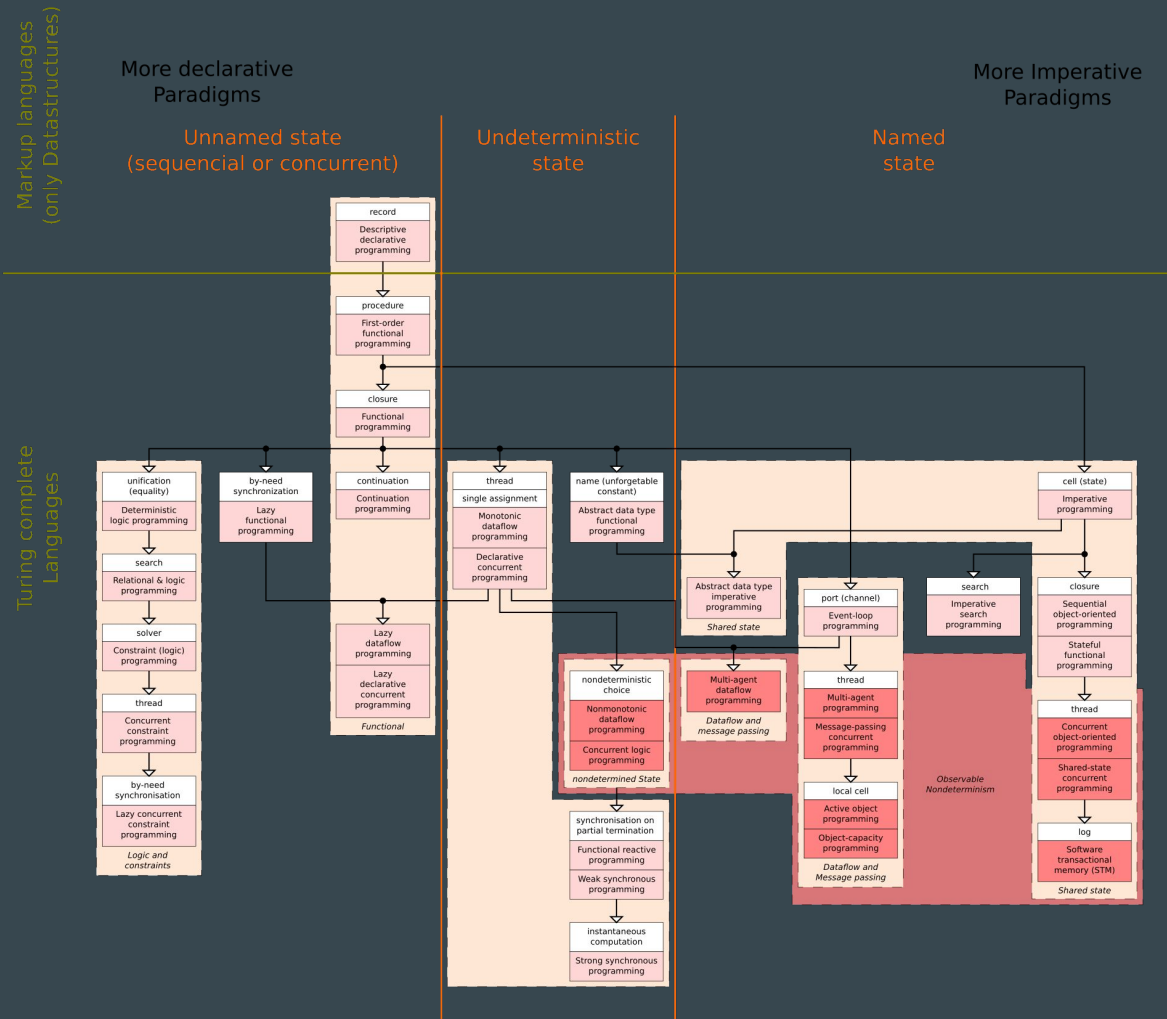 Markup languages
(only Datastructures)
More declarative
Paradigms
More Imperative
Paradigms
Unnamed state
(sequencial or concurrent)
Undeterministic
state
Named
state
record
Descriptive
declarative
programming
Turing complete
Languages
procedure
First-order
functional
programming
closure
Functional
programming
unification
(equality)
Deterministic
logic programming
search
Relational & logic
programming
solver
Constraint (logic)
programming
thread
Concurrent
constraint
programming
by-need
synchronisation
Lazy concurrent
constraint
programming
Logic and
constraints
by-need
synchronization
Lazy
functional
programming
continuation
Continuation
programming
Lazy
dataflow
programming
Lazy
declarative
concurrent
programming
Functional
thread
single assignment
Monotonic
dataflow
programming
Declarative
concurrent
programming
name (unforgetable
constant)
Abstract data type
functional
programming
nondeterministic
choice
Nonmonotonic
dataflow
programming
Concurrent logic
programming
nondetermined State
synchronisation on
partial termination
Functional reactive
programming
Weak synchronous
programming
instantaneous
computation
Strong synchronous
programming
Abstract data type
imperative
programming
Shared state
Multi-agent
dataflow
programming
Dataflow and
message passing
port (channel)
Event-loop
programming
thread
Multi-agent
programming
Message-passing
concurrent
programming
local cell
Active object
programming
Object-capacity
programming
Dataflow and
Message passing
search
Imperative
search
programming
Observable
Nondeterminism
cell (state)
Imperative
programming
closure
Sequential
object-oriented
programming
Stateful
functional
programming
thread
Concurrent
object-oriented
programming
Shared-state
concurrent
programming
log
Software
transactional
memory (STM)
Shared state